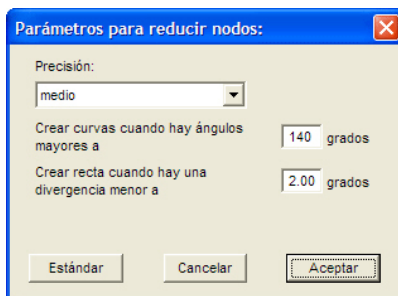 Parámetros para reducir nodos:
Precisión:
medio
Crear curvas cuando hay ángulos
mayores a
140 grados
Crear recta cuando hay una
divergencia menor a
2.00 grados
Estándar
Cancelar
Aceptar